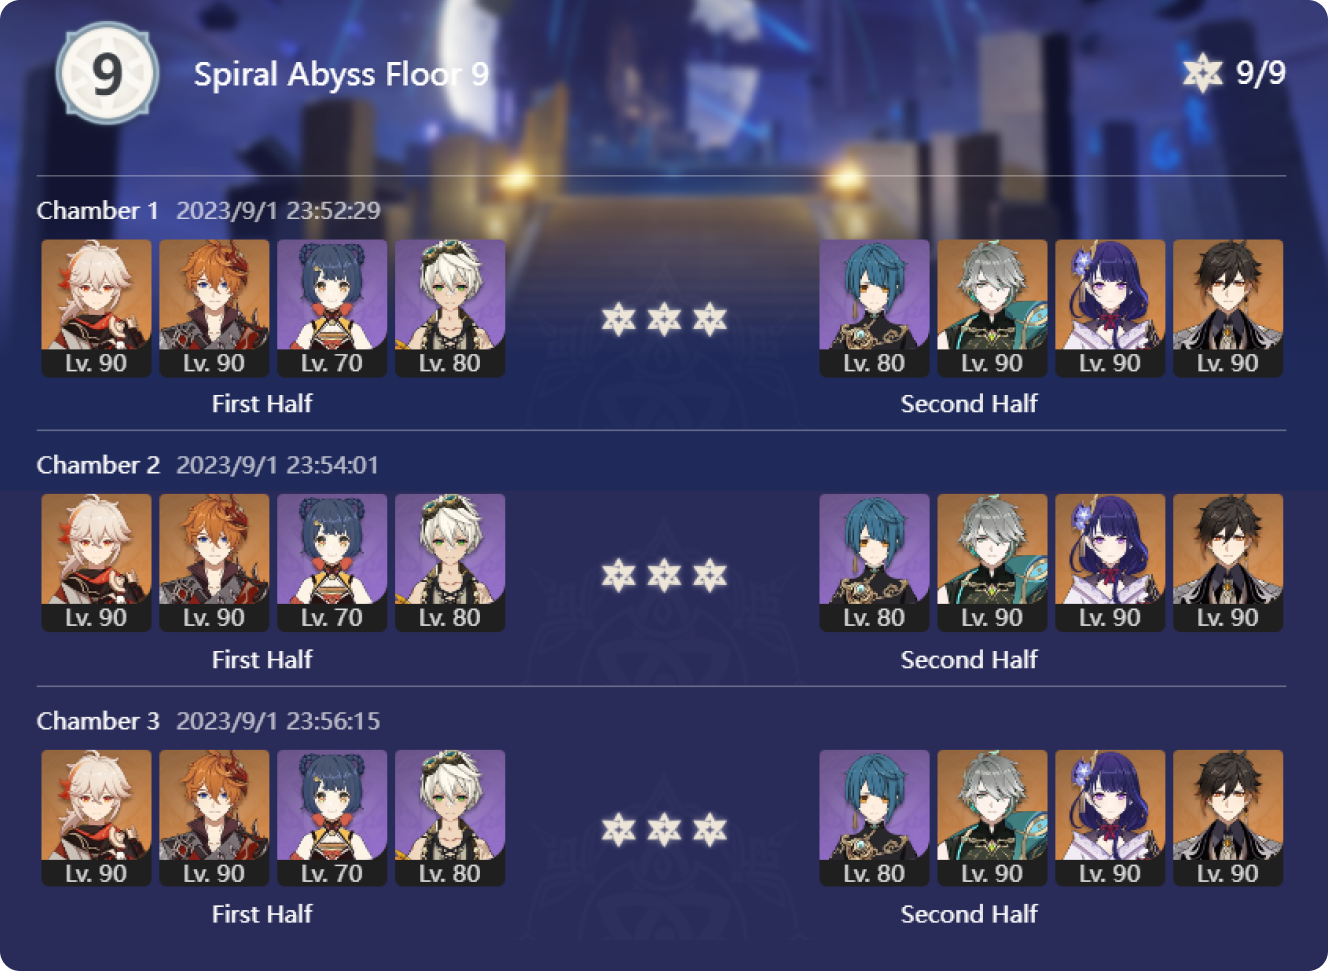 9 Spiral Abyss Floor 9 9/9
Chamber 1 2023/9/1 23:52:29
Lv. 90 Lv. 90 Lv. 70 Lv. 80 Lv. 80 Lv. 90 Lv. 90 Lv. 90
First Half Second Half
Chamber 2 2023/9/1 23:54:01
Lv. 90 Lv. 90 Lv. 70 Lv. 80 Lv. 80 Lv. 90 Lv. 90 Lv. 90
First Half Second Half
Chamber 3 2023/9/1 23:56:15
Lv. 90 Lv. 90 Lv. 70 Lv. 80 Lv. 80 Lv. 90 Lv. 90 Lv. 90
First Half Second Half